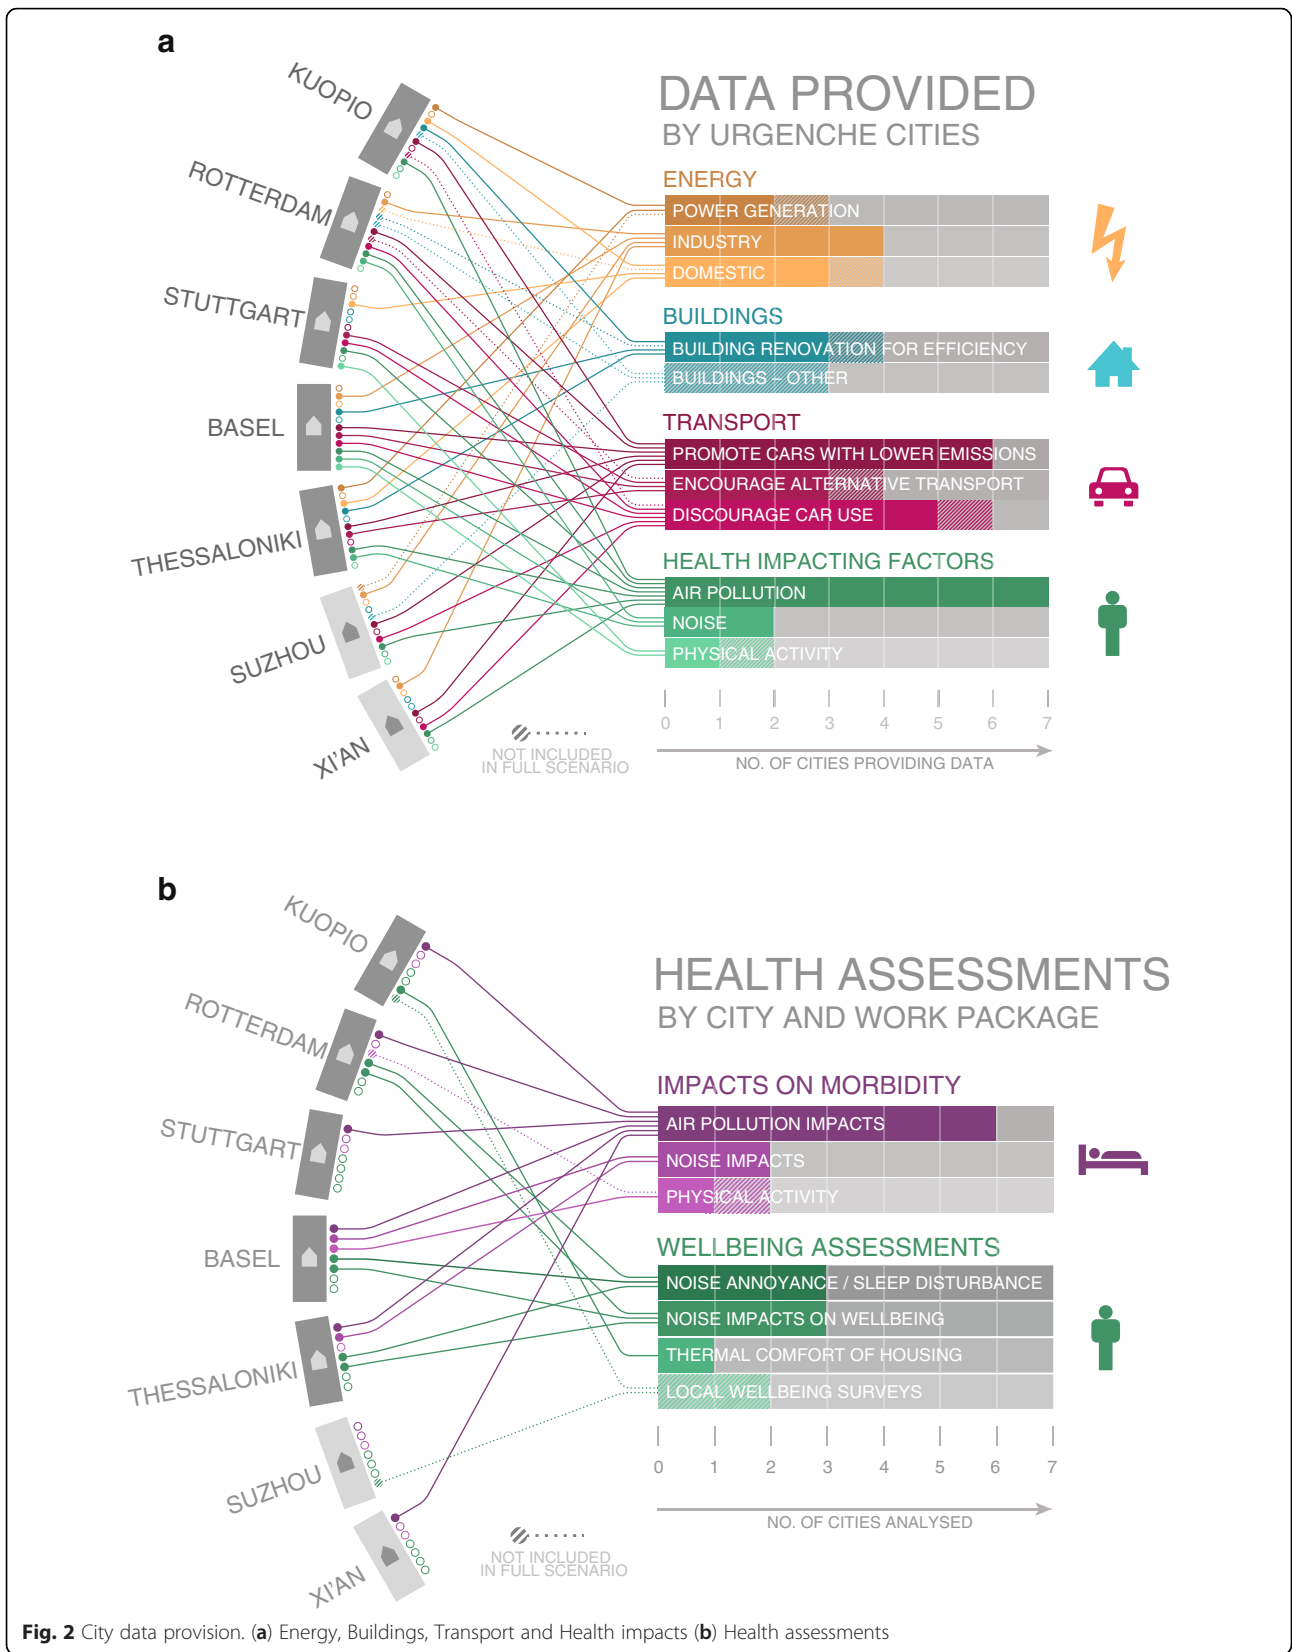 a
KUOPIO
ROTTERDAM
STUTTGART
BASEL
THESSALONIKI
SUZHOU
XI'AN
DATA PROVIDED
BY URGENCHE CITIES
ENERGY
POWER GENERATION
INDUSTRY
DOMESTIC
BUILDINGS
BUILDING RENOVATION FOR EFFICIENCY
BUILDINGS – OTHER
TRANSPORT
PROMOTE CARS WITH LOWER EMISSIONS
ENCOURAGE ALTERNATIVE TRANSPORT
DISCOURAGE CAR USE
HEALTH IMPACTING FACTORS
AIR POLLUTION
NOISE
PHYSICAL ACTIVITY
0 1 2 3 4 5 6 7
NO. OF CITIES PROVIDING DATA
NOT INCLUDED
IN FULL SCENARIO
b
KUOPIO
ROTTERDAM
STUTTGART
BASEL
THESSALONIKI
SUZHOU
XI'AN
HEALTH ASSESSMENTS
BY CITY AND WORK PACKAGE
IMPACTS ON MORBIDITY
AIR POLLUTION IMPACTS
NOISE IMPACTS
PHYSICAL ACTIVITY
WELLBEING ASSESSMENTS
NOISE ANNOYANCE / SLEEP DISTURBANCE
NOISE IMPACTS ON WELLBEING
THERMAL COMFORT OF HOUSING
LOCAL WELLBEING SURVEYS
0 1 2 3 4 5 6 7
NO. OF CITIES ANALYSED
NOT INCLUDED
IN FULL SCENARIO
Fig. 2 City data provision. (a) Energy, Buildings, Transport and Health impacts (b) Health assessments